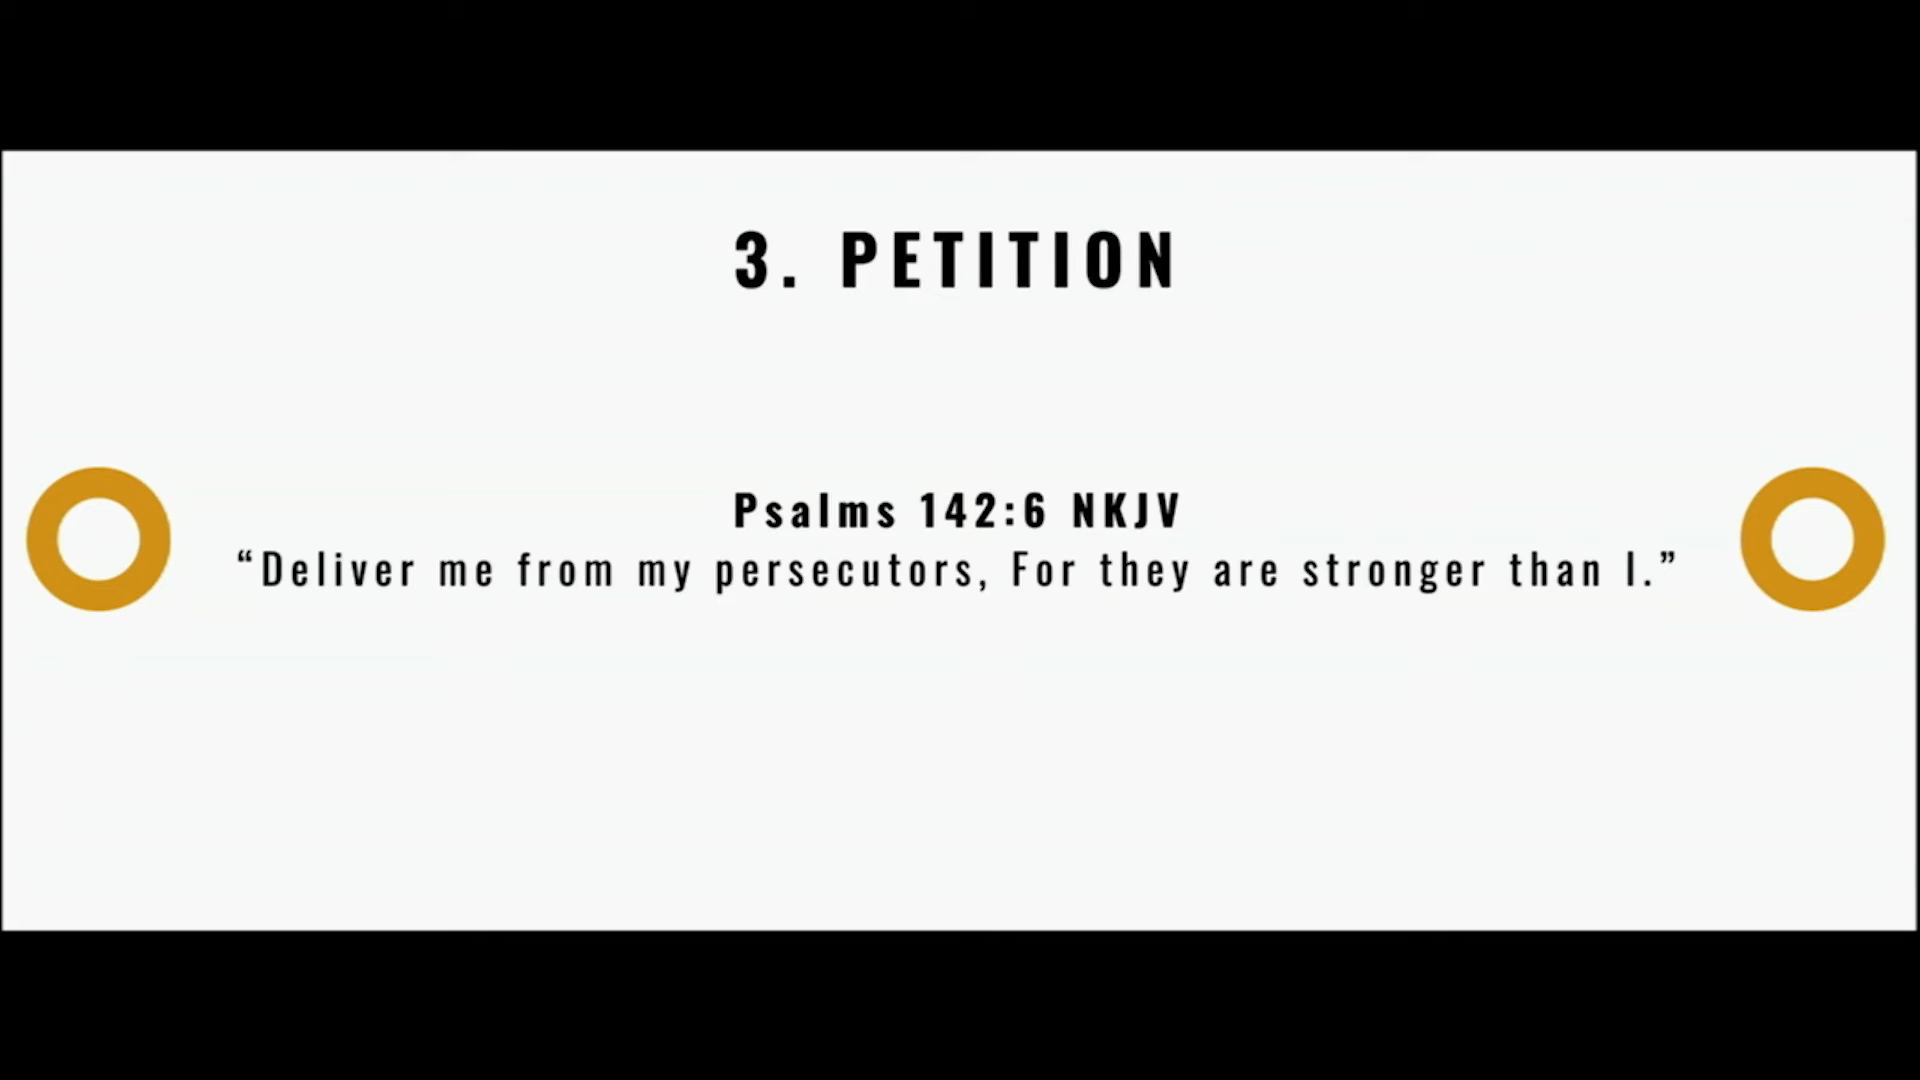 3. PETITION
Psalms 142:6 NKJV
“Deliver me from my persecutors, For they are stronger than I.”